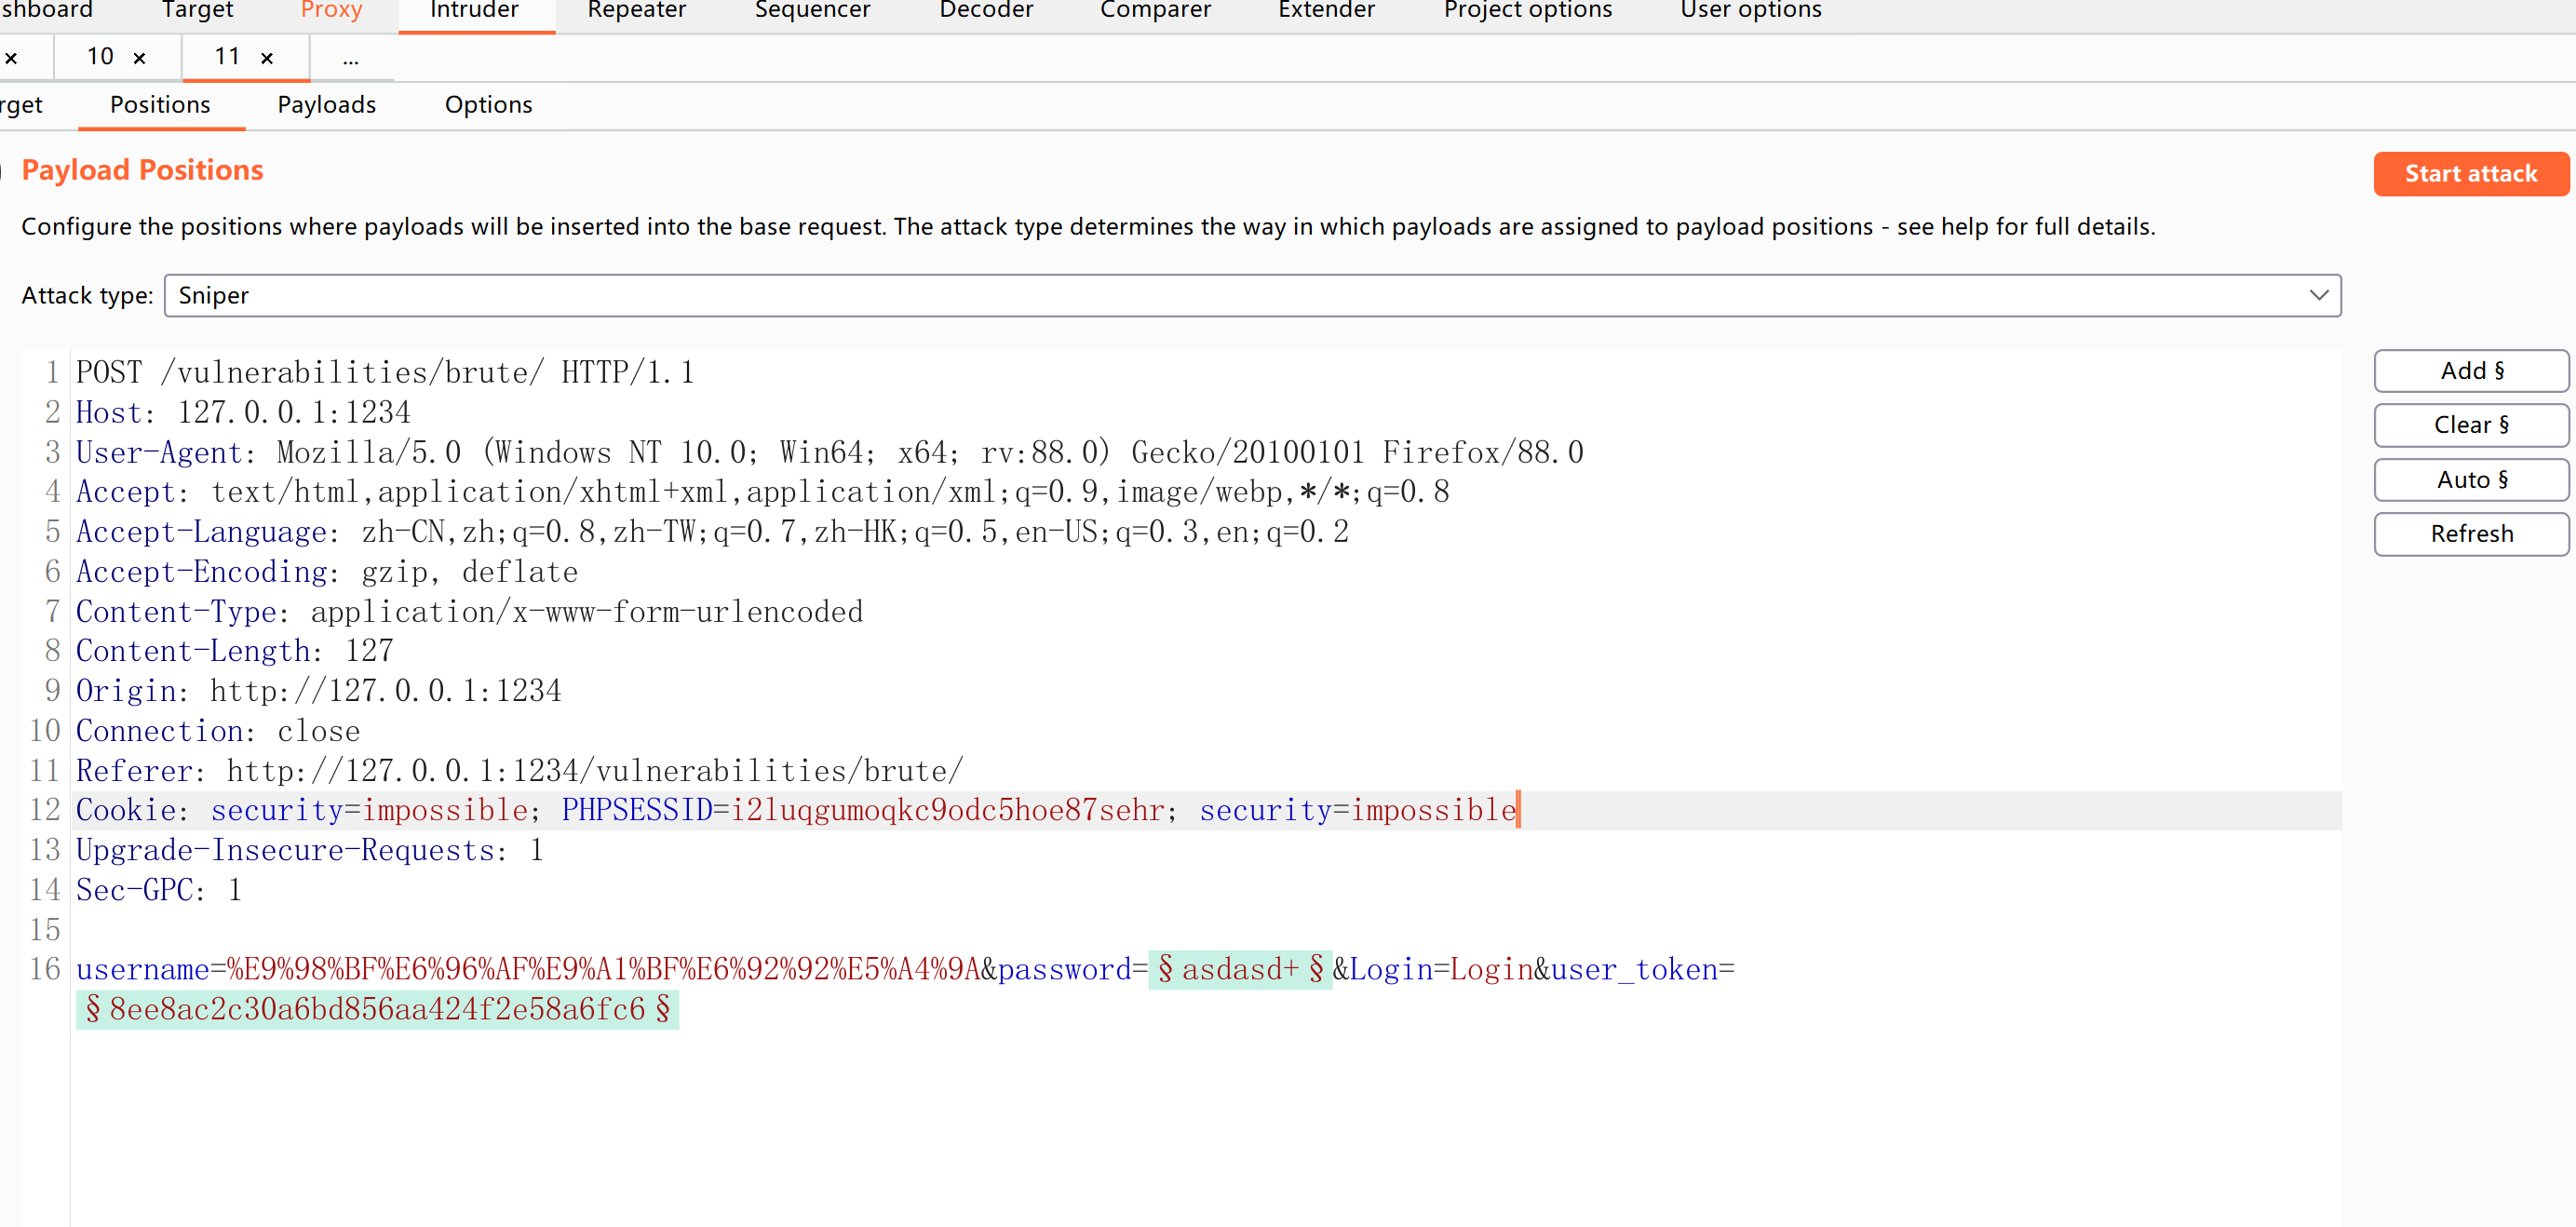 shboard Target Proxy Intruder Repeater Sequencer Decoder Comparer Extender Project options User options
× 10 × 11 × ...
rget Positions Payloads Options
Payload Positions
Start attack
Configure the positions where payloads will be inserted into the base request. The attack type determines the way in which payloads are assigned to payload positions - see help for full details.
Attack type: Sniper
1 POST /vulnerabilities/brute/ HTTP/1.1
2 Host: 127.0.0.1:1234
3 User-Agent: Mozilla/5.0 (Windows NT 10.0; Win64; x64; rv:88.0) Gecko/20100101 Firefox/88.0
4 Accept: text/html,application/xhtml+xml,application/xml;q=0.9,image/webp,*/*;q=0.8
5 Accept-Language: zh-CN,zh;q=0.8,zh-TW;q=0.7,zh-HK;q=0.5,en-US;q=0.3,en;q=0.2
6 Accept-Encoding: gzip, deflate
7 Content-Type: application/x-www-form-urlencoded
8 Content-Length: 127
9 Origin: http://127.0.0.1:1234
10 Connection: close
11 Referer: http://127.0.0.1:1234/vulnerabilities/brute/
12 Cookie: security=impossible; PHPSESSID=i2luqgumoqkc9odc5hoe87sehr; security=impossible
13 Upgrade-Insecure-Requests: 1
14 Sec-GPC: 1
15
16 username=%E9%98%BF%E6%96%AF%E9%A1%BF%E6%92%92%E5%A4%9A&password=§asdasd+§&Login=Login&user_token=
§8ee8ac2c30a6bd856aa424f2e58a6fc6§
Add §
Clear §
Auto §
Refresh